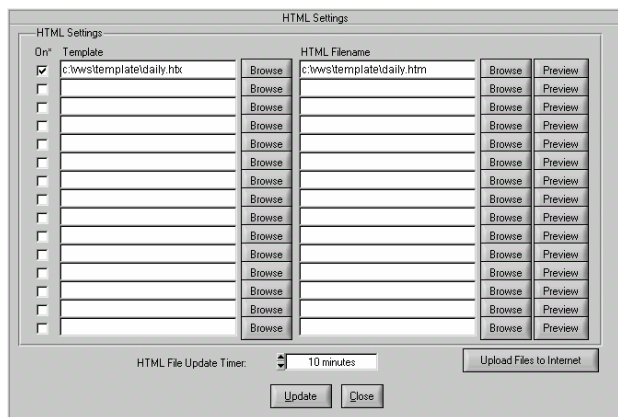 HTML Settings
HTML Settings
On* Template HTML Filename
c:\vws\template\daily.htx Browse c:\vws\template\daily.htm Browse Preview
Browse Browse Preview
Browse Browse Preview
Browse Browse Preview
Browse Browse Preview
Browse Browse Preview
Browse Browse Preview
Browse Browse Preview
Browse Browse Preview
Browse Browse Preview
Browse Browse Preview
Browse Browse Preview
Browse Browse Preview
Browse Browse Preview
Browse Browse Preview
HTML File Update Timer: 10 minutes Upload Files to Internet
Update Close